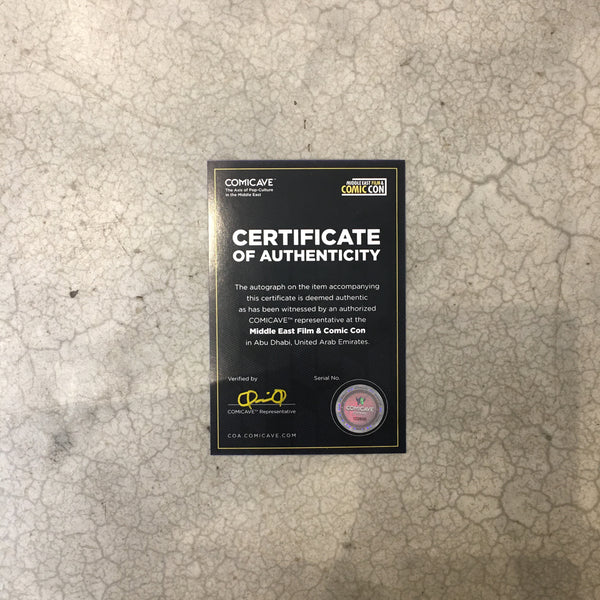 COMICAVE™
The Axis of Pop-Culture
in the Middle East
MIDDLE EAST FILM &
COMIC CON
CERTIFICATE
OF AUTHENTICITY
The autograph on the item accompanying
this certificate is deemed authentic
as has been witnessed by an authorized
COMICAVE™ representative at the
Middle East Film & Comic Con
in Abu Dhabi, United Arab Emirates.
Verified by
Serial No.
COMICAVE™ Representative
COMICAVE
COA.COMICAVE.COM